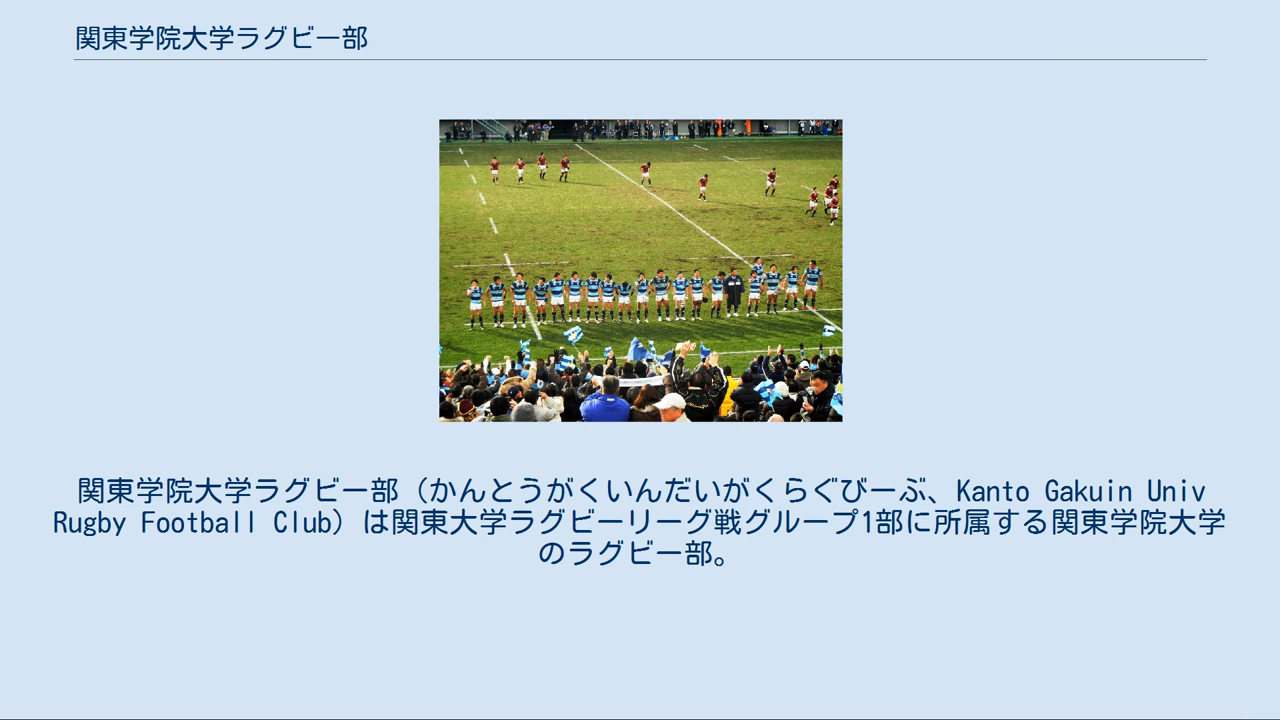 関東学院大学ラグビー部
関東学院大学ラグビー部（かんとうがくいんだいがくらぐびーぶ、Kanto Gakuin Univ
Rugby Football Club）は関東大学ラグビーリーグ戦グループ1部に所属する関東学院大学
のラグビー部。